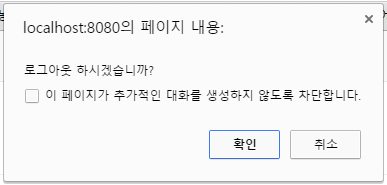 localhost:8080의 페이지 내용:
로그아웃 하시겠습니까?
이 페이지가 추가적인 대화를 생성하지 않도록 차단합니다.
확인 취소